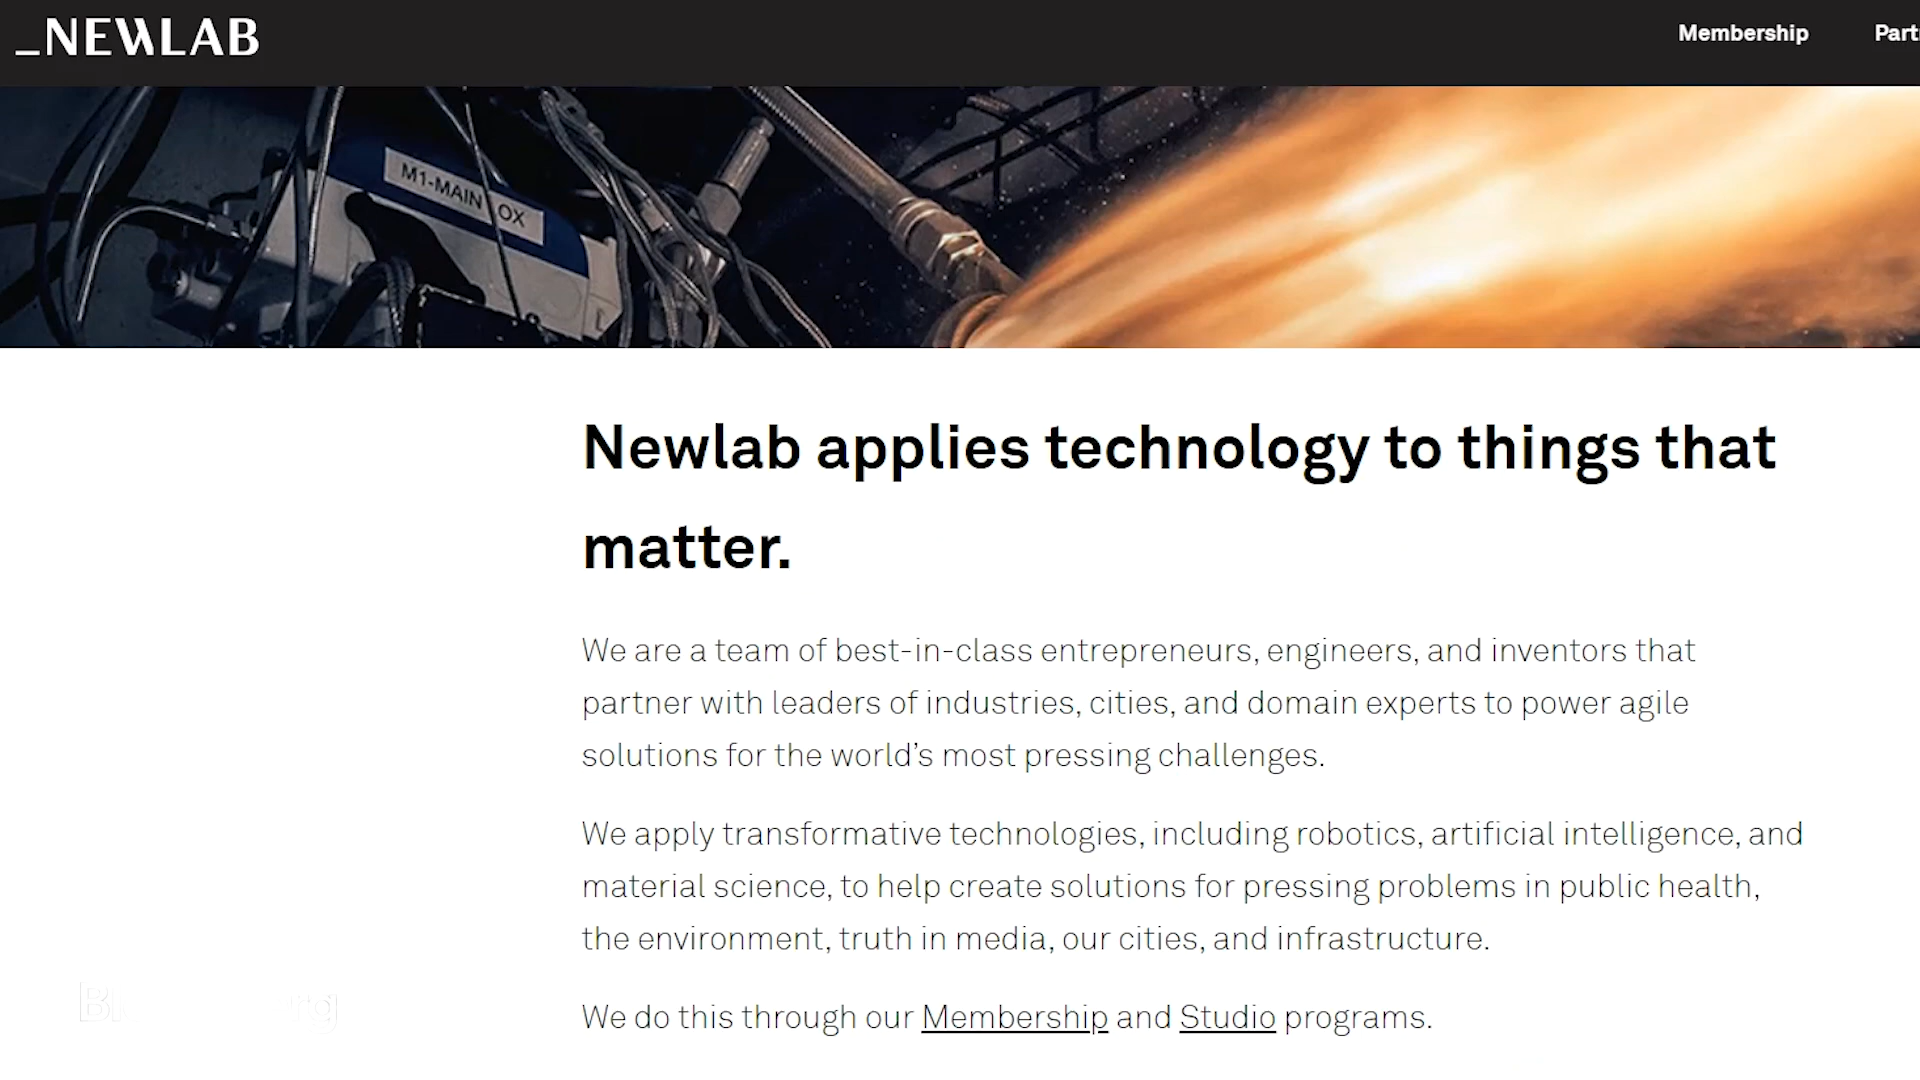 _NEWLAB
Membership
M1-MAIN OX
Newlab applies technology to things that
matter.
We are a team of best-in-class entrepreneurs, engineers, and inventors that
partner with leaders of industries, cities, and domain experts to power agile
solutions for the world’s most pressing challenges.
We apply transformative technologies, including robotics, artificial intelligence, and
material science, to help create solutions for pressing problems in public health,
the environment, truth in media, our cities, and infrastructure.
We do this through our Membership and Studio programs.